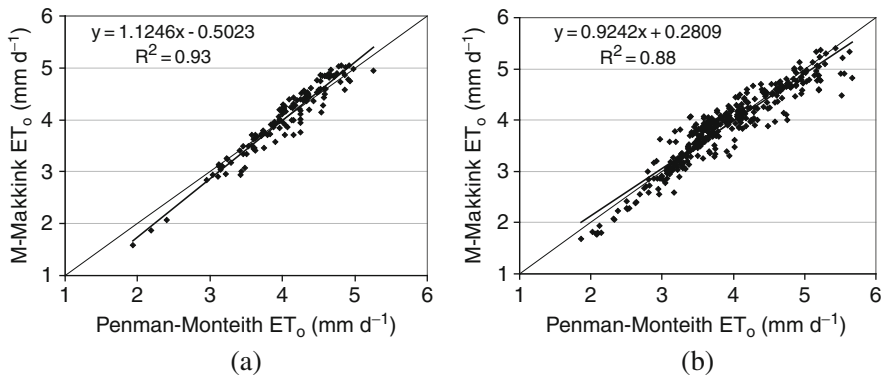 y = 1.1246x - 0.5023
R² = 0.93
M-Makkink ETₒ (mm d⁻¹)
6
5
4
3
2
1
1 2 3 4 5 6
Penman-Monteith ETₒ (mm d⁻¹)
(a)
y = 0.9242x + 0.2809
R² = 0.88
M-Makkink ETₒ (mm d⁻¹)
6
5
4
3
2
1
1 2 3 4 5 6
Penman-Monteith ETₒ (mm d⁻¹)
(b)